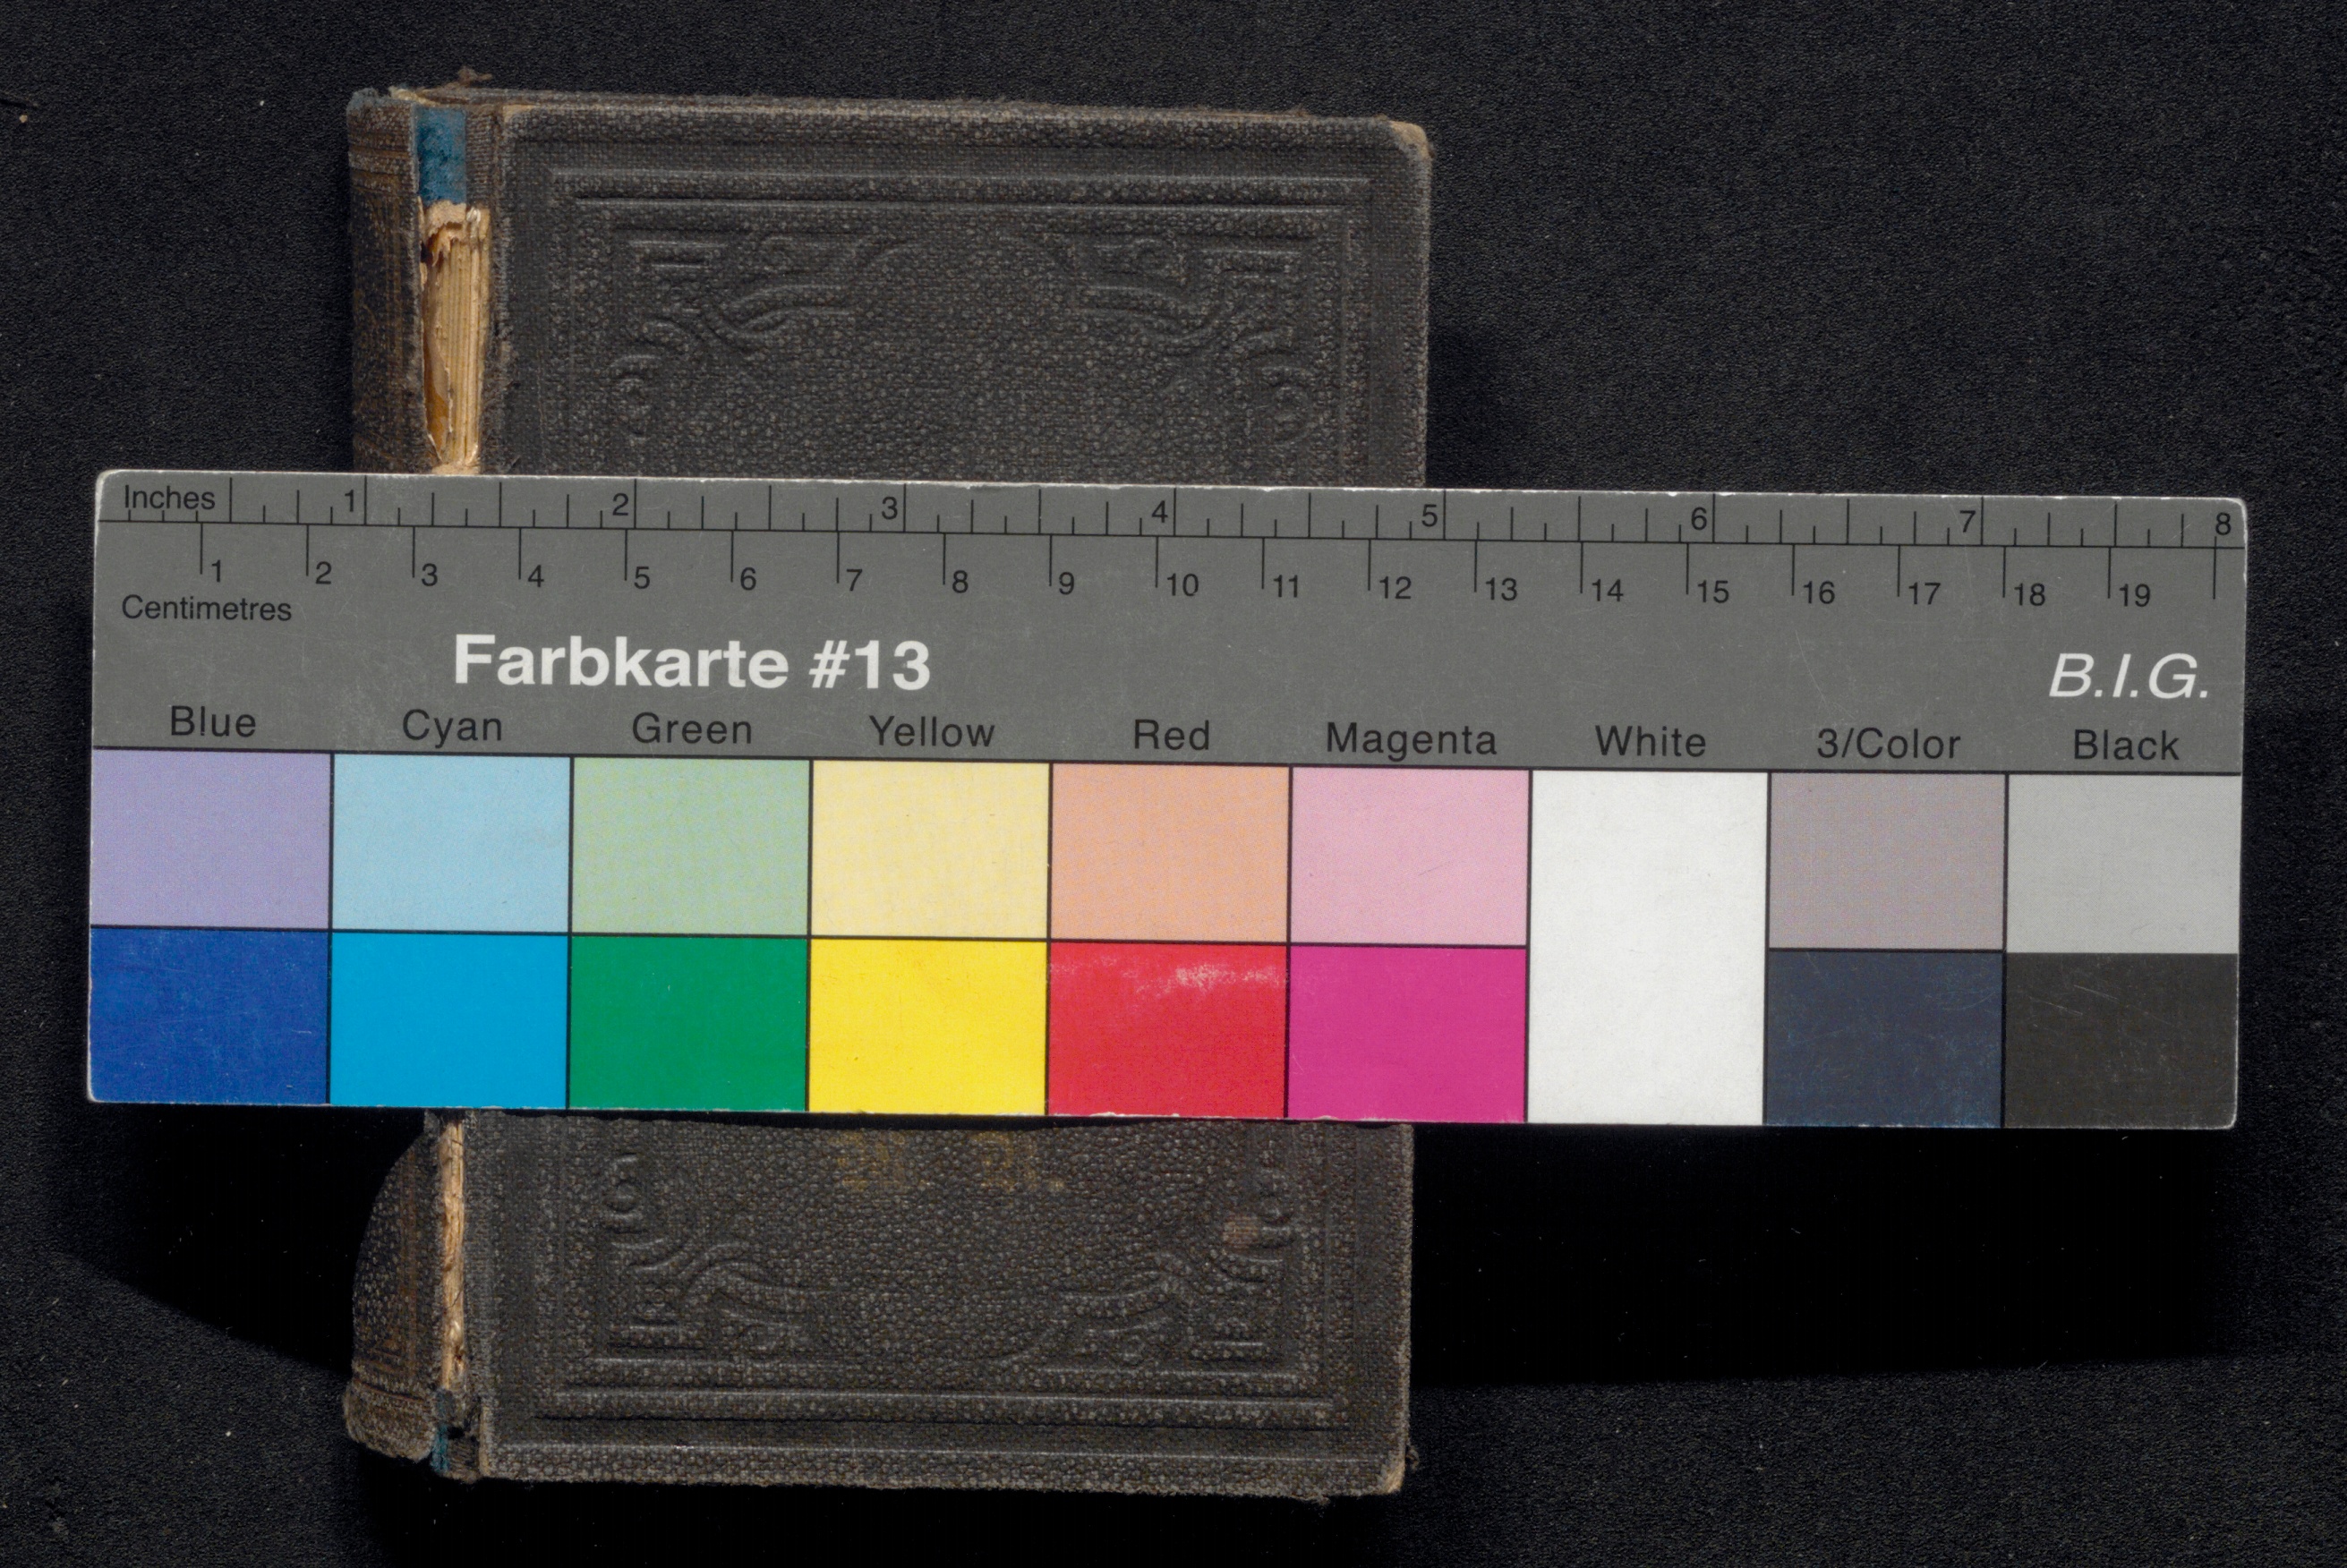 Inches 1 2 3 4 5 6 7 8
1 2 3 4 5 6 7 8 9 10 11 12 13 14 15 16 17 18 19
Centimetres
Farbkarte #13 B.I.G.
Blue Cyan Green Yellow Red Magenta White 3/Color Black